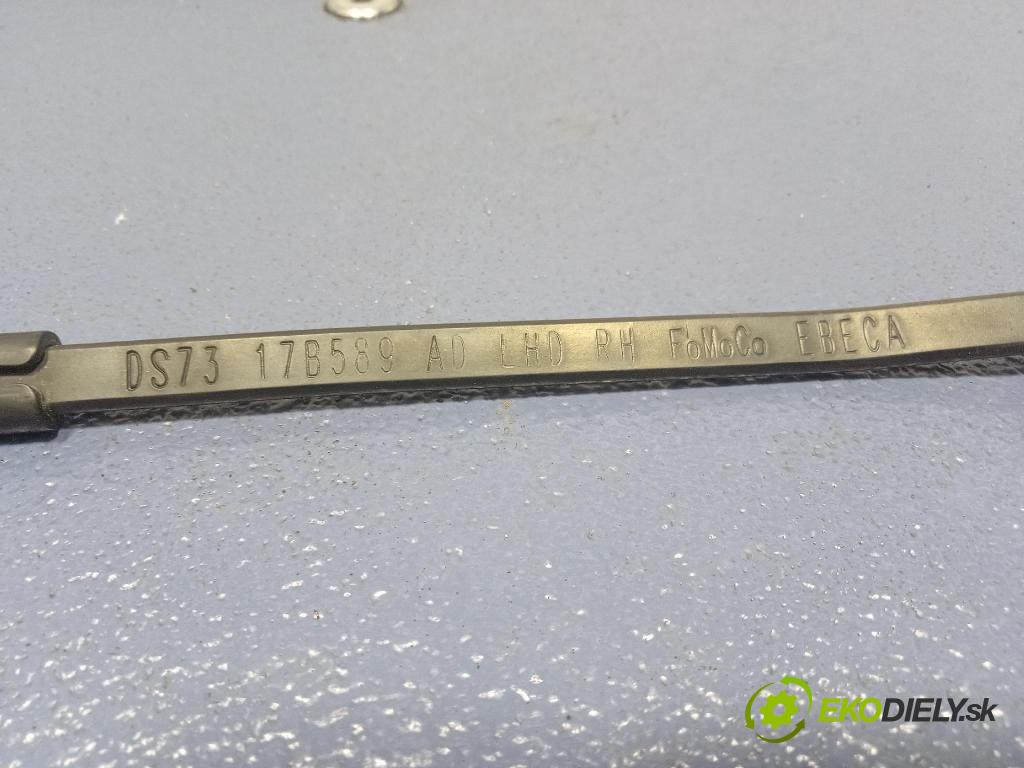 DS73 17B589 AD LHD RH FoMoCo EBECA
EKODIELY.sk